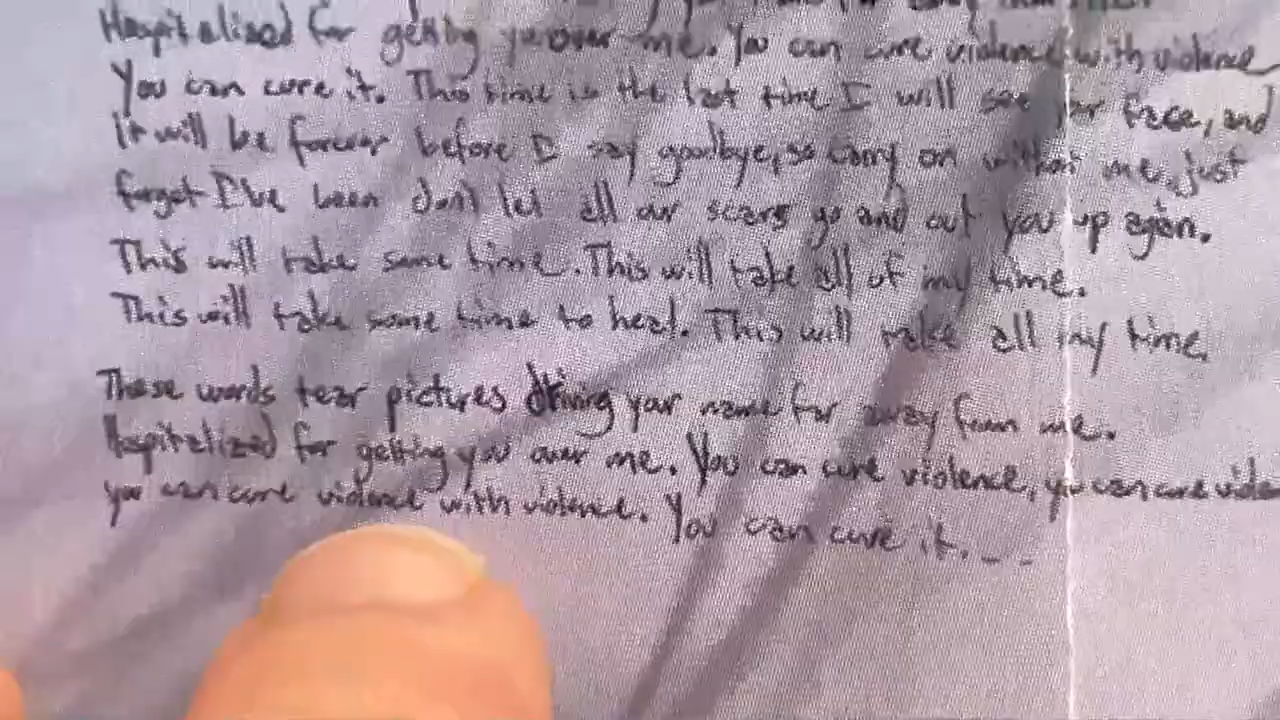 Hospitalized for getting you over me. You can cure violence with violence
You can cure it. This time is the last time I will see your face, and
it will be forever before I say goodbye, so carry on without me, just
forget I've been don't let all our scars go and cut you up again.
This will take some time. This will take all of my time.
This will take some time to heal. This will take all my time.
These words tear pictures driving your name far away from me.
Hospitalized for getting you over me. You can cure violence, you can cure
you can cure violence with violence. You can cure it. . .